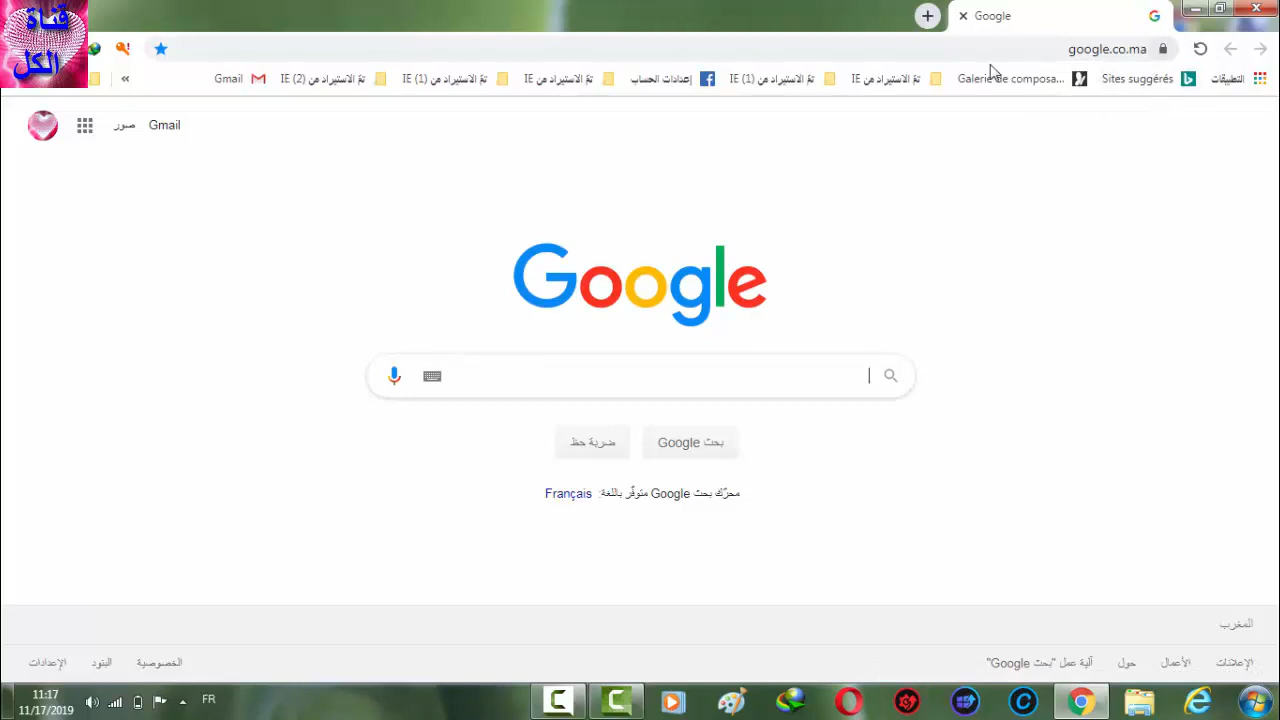 قناة
الكل
Google
google.co.ma
التطبيقات
Sites suggérés
Galerie de composa...
تمّ الاستيراد من IE
تمّ الاستيراد من IE (1)
إعدادات الحساب
تمّ الاستيراد من IE
تمّ الاستيراد من IE (1)
تمّ الاستيراد من IE (2)
Gmail
«
Gmail
صور
Google
بحث Google
ضربة حظ
محرّك بحث Google متوفّر باللغة: Français
المغرب
الإعلانات
الأعمال
حول
آلية عمل "بحث Google"
الخصوصية
البنود
الإعدادات
FR
11:17
11/17/2019